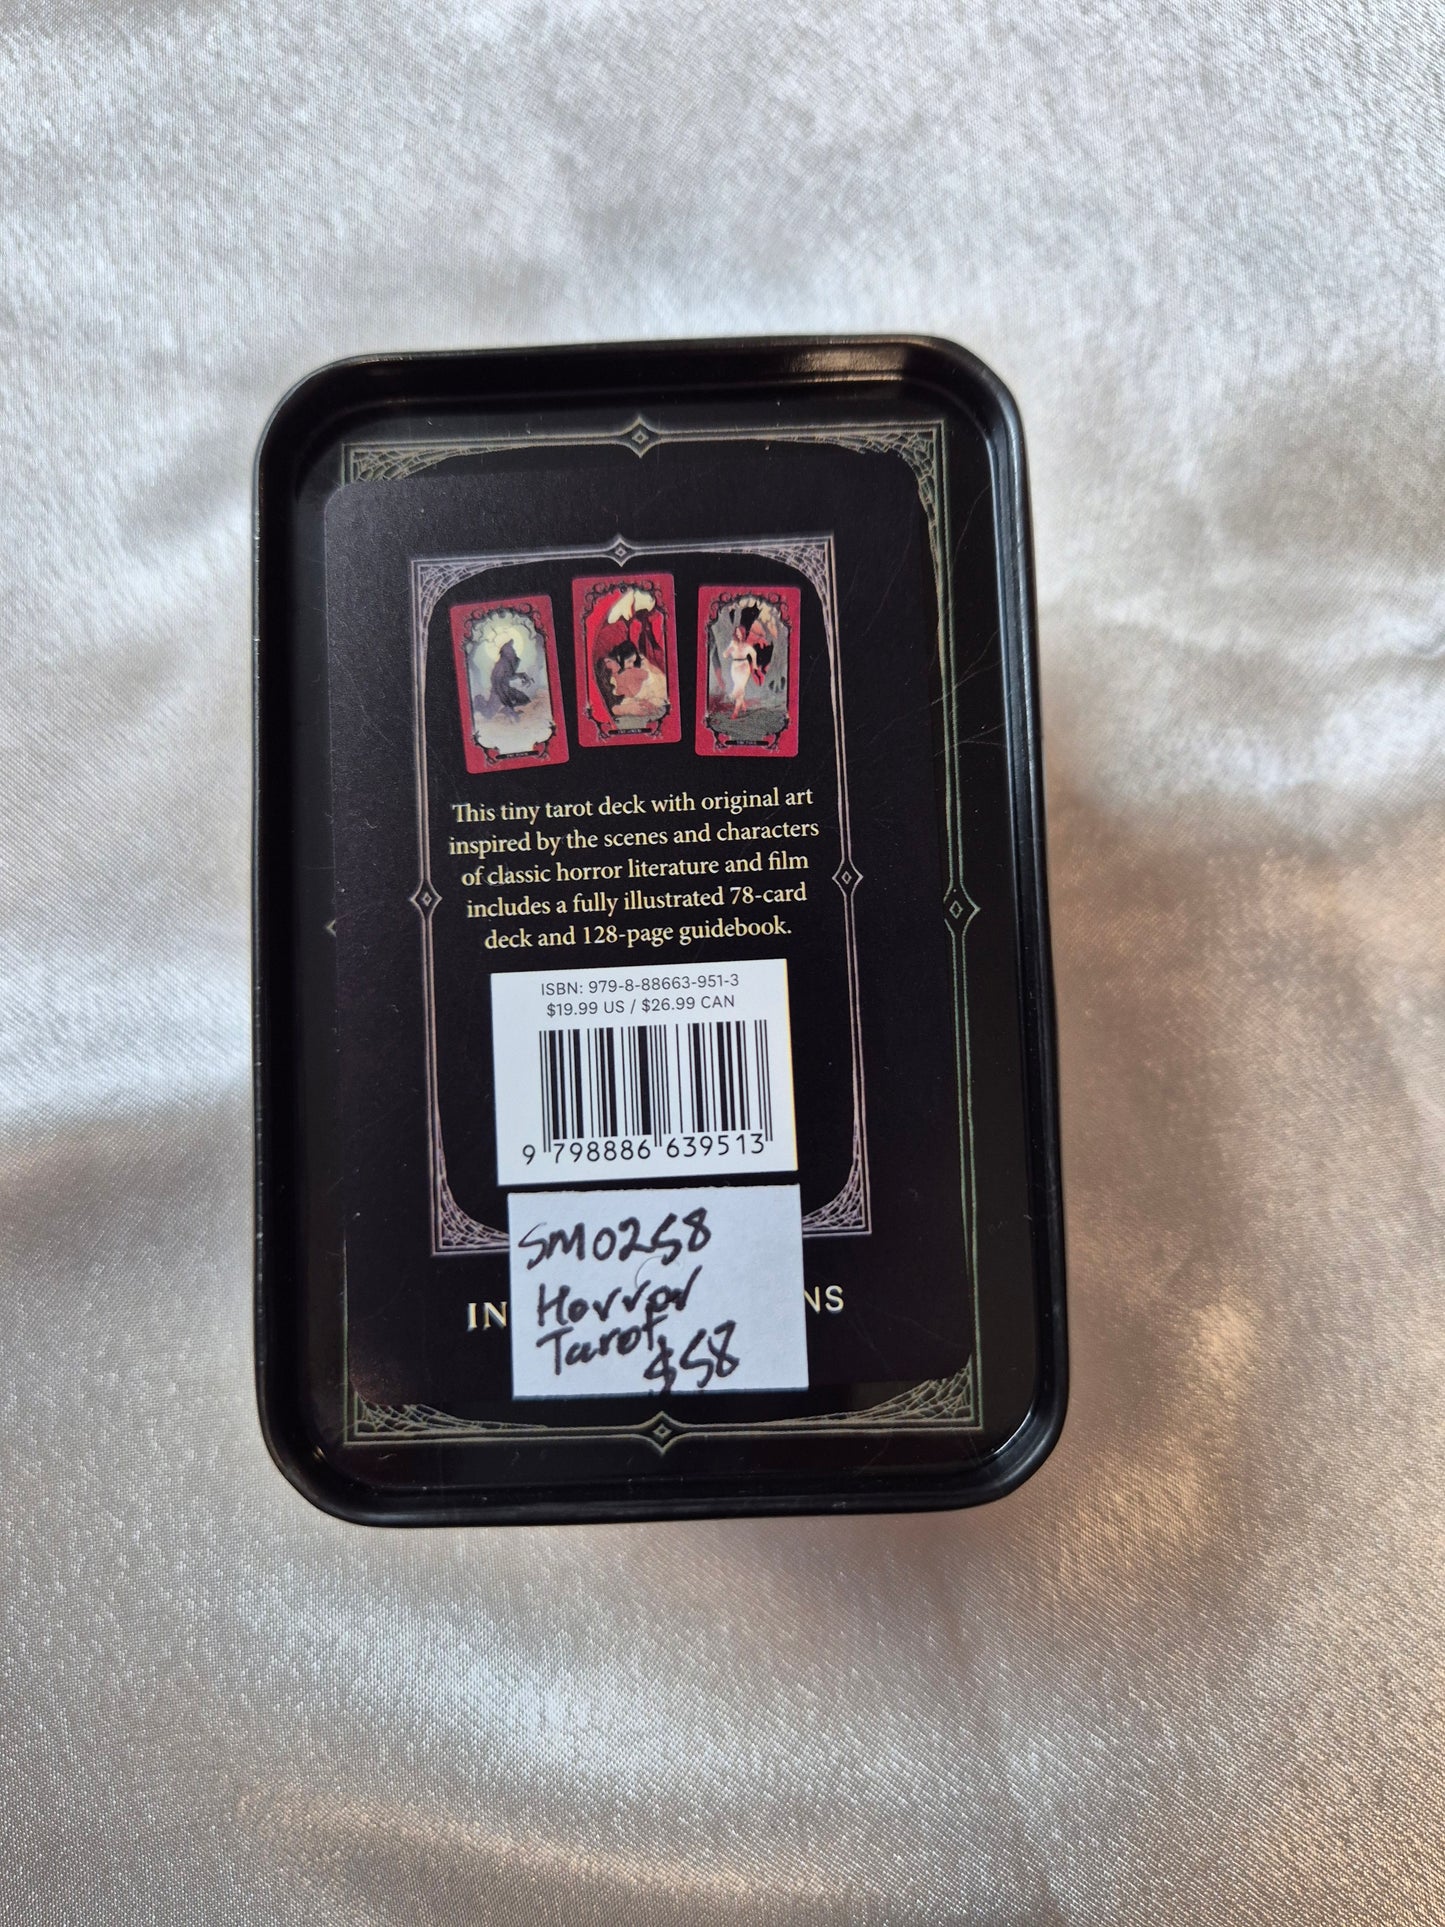 This tiny tarot deck with original art
inspired by the scenes and characters
of classic horror literature and film
includes a fully illustrated 78-card
deck and 128-page guidebook.
ISBN: 979-8-88663-951-3
$19.99 US / $26.99 CAN
9 798886 639513
SM0258
Horror
Tarot
$58
IN
NS